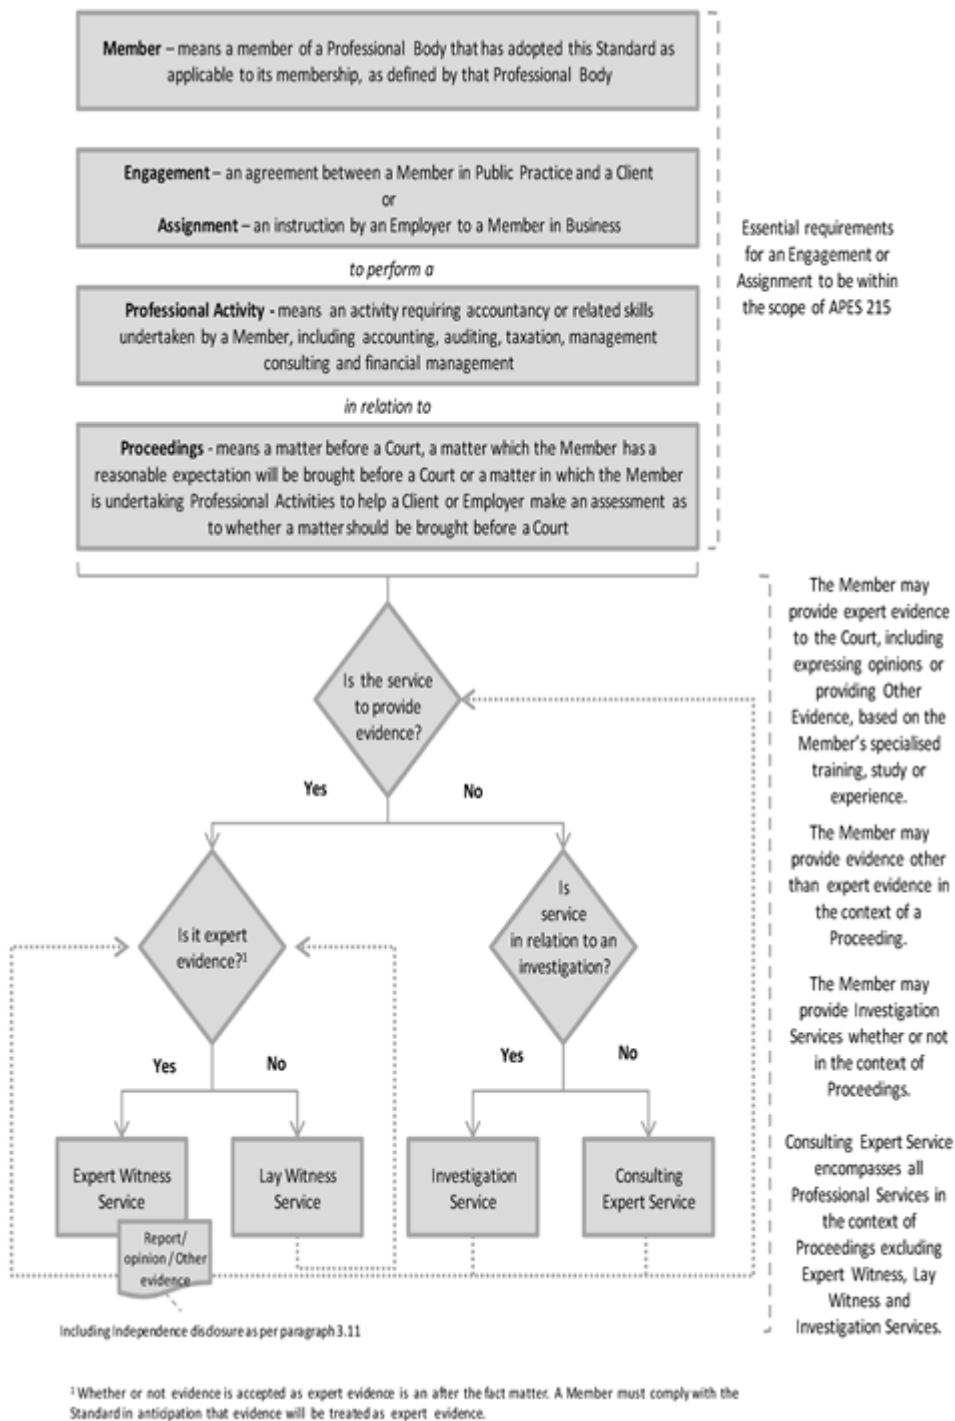 Member – means a member of a Professional Body that has adopted this Standard as
applicable to its membership, as defined by that Professional Body
Engagement – an agreement between a Member in Public Practice and a Client
or
Assignment – an instruction by an Employer to a Member in Business
to perform a
Professional Activity - means an activity requiring accountancy or related skills
undertaken by a Member, including accounting, auditing, taxation, management
consulting and financial management
in relation to
Proceedings - means a matter before a Court, a matter which the Member has a
reasonable expectation will be brought before a Court or a matter in which the Member
is undertaking Professional Activities to help a Client or Employer make an assessment as
to whether a matter should be brought before a Court
Essential requirements
for an Engagement or
Assignment to be within
the scope of APES 215
Is the service
to provide
evidence?
Yes
No
Is it expert
evidence?¹
Is
service
in relation to an
investigation?
Yes
No
Yes
No
Expert Witness
Service
Lay Witness
Service
Investigation
Service
Consulting
Expert Service
Report/
opinion / Other
evidence
The Member may
provide expert evidence
to the Court, including
expressing opinions or
providing Other
Evidence, based on the
Member's specialised
training, study or
experience.
The Member may
provide evidence other
than expert evidence in
the context of a
Proceeding.
The Member may
provide Investigation
Services whether or not
in the context of
Proceedings.
Consulting Expert Service
encompasses all
Professional Services in
the context of
Proceedings excluding
Expert Witness, Lay
Witness and
Investigation Services.
Including Independence disclosure as per paragraph 3.11
¹ Whether or not evidence is accepted as expert evidence is an after the fact matter. A Member must comply with the
Standard in anticipation that evidence will be treated as expert evidence.